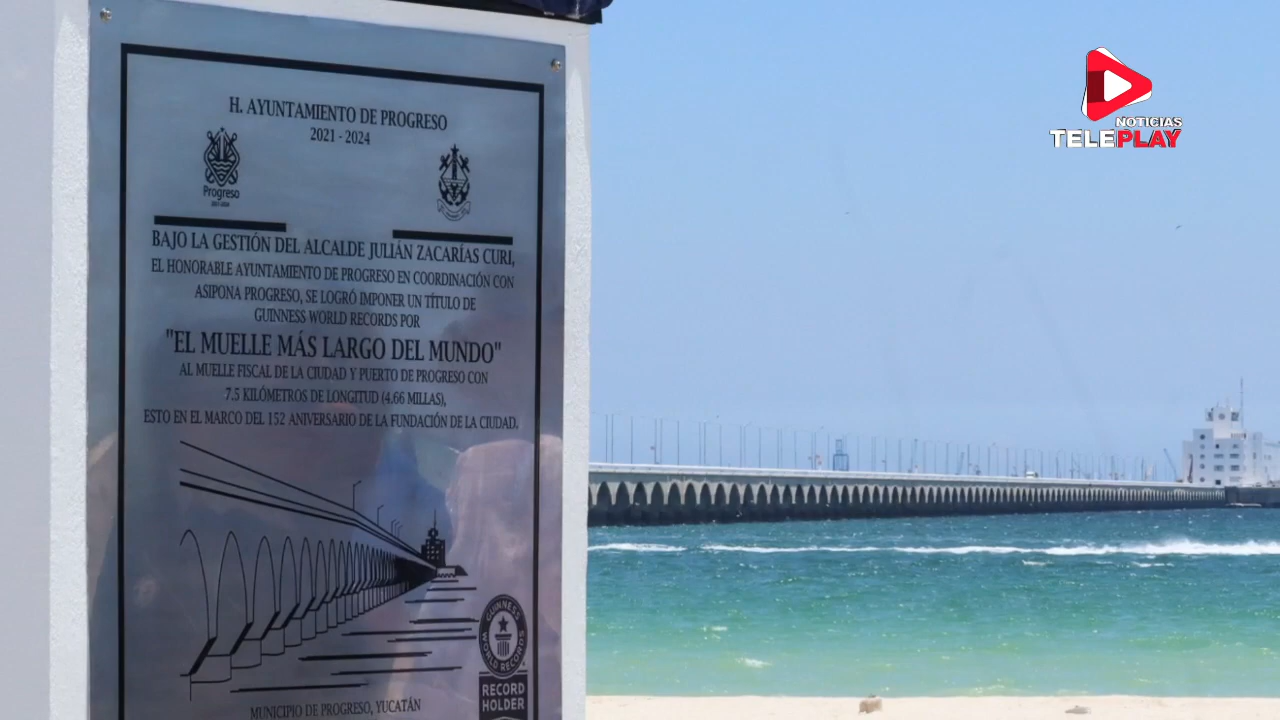 H. AYUNTAMIENTO DE PROGRESO
2021 - 2024
Progreso
2021-2024
BAJO LA GESTIÓN DEL ALCALDE JULIÁN ZACARÍAS CURI,
EL HONORABLE AYUNTAMIENTO DE PROGRESO EN COORDINACIÓN CON
ASIPONA PROGRESO, SE LOGRÓ IMPONER UN TÍTULO DE
GUINNESS WORLD RECORDS POR
"EL MUELLE MÁS LARGO DEL MUNDO"
AL MUELLE FISCAL DE LA CIUDAD Y PUERTO DE PROGRESO CON
7.5 KILÓMETROS DE LONGITUD (4.66 MILLAS),
ESTO EN EL MARCO DEL 152 ANIVERSARIO DE LA FUNDACIÓN DE LA CIUDAD.
GUINNESS
WORLD RECORDS
RECORD
HOLDER
MUNICIPIO DE PROGRESO, YUCATÁN
NOTICIAS
TELEPLAY